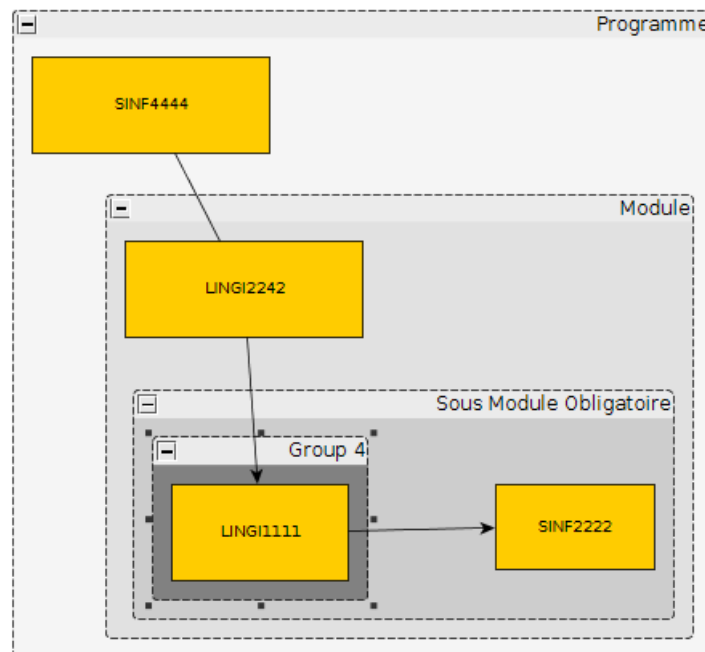 Programme
SINF4444
Module
LINGI2242
Sous Module Obligatoire
Group 4
LINGI1111
SINF2222